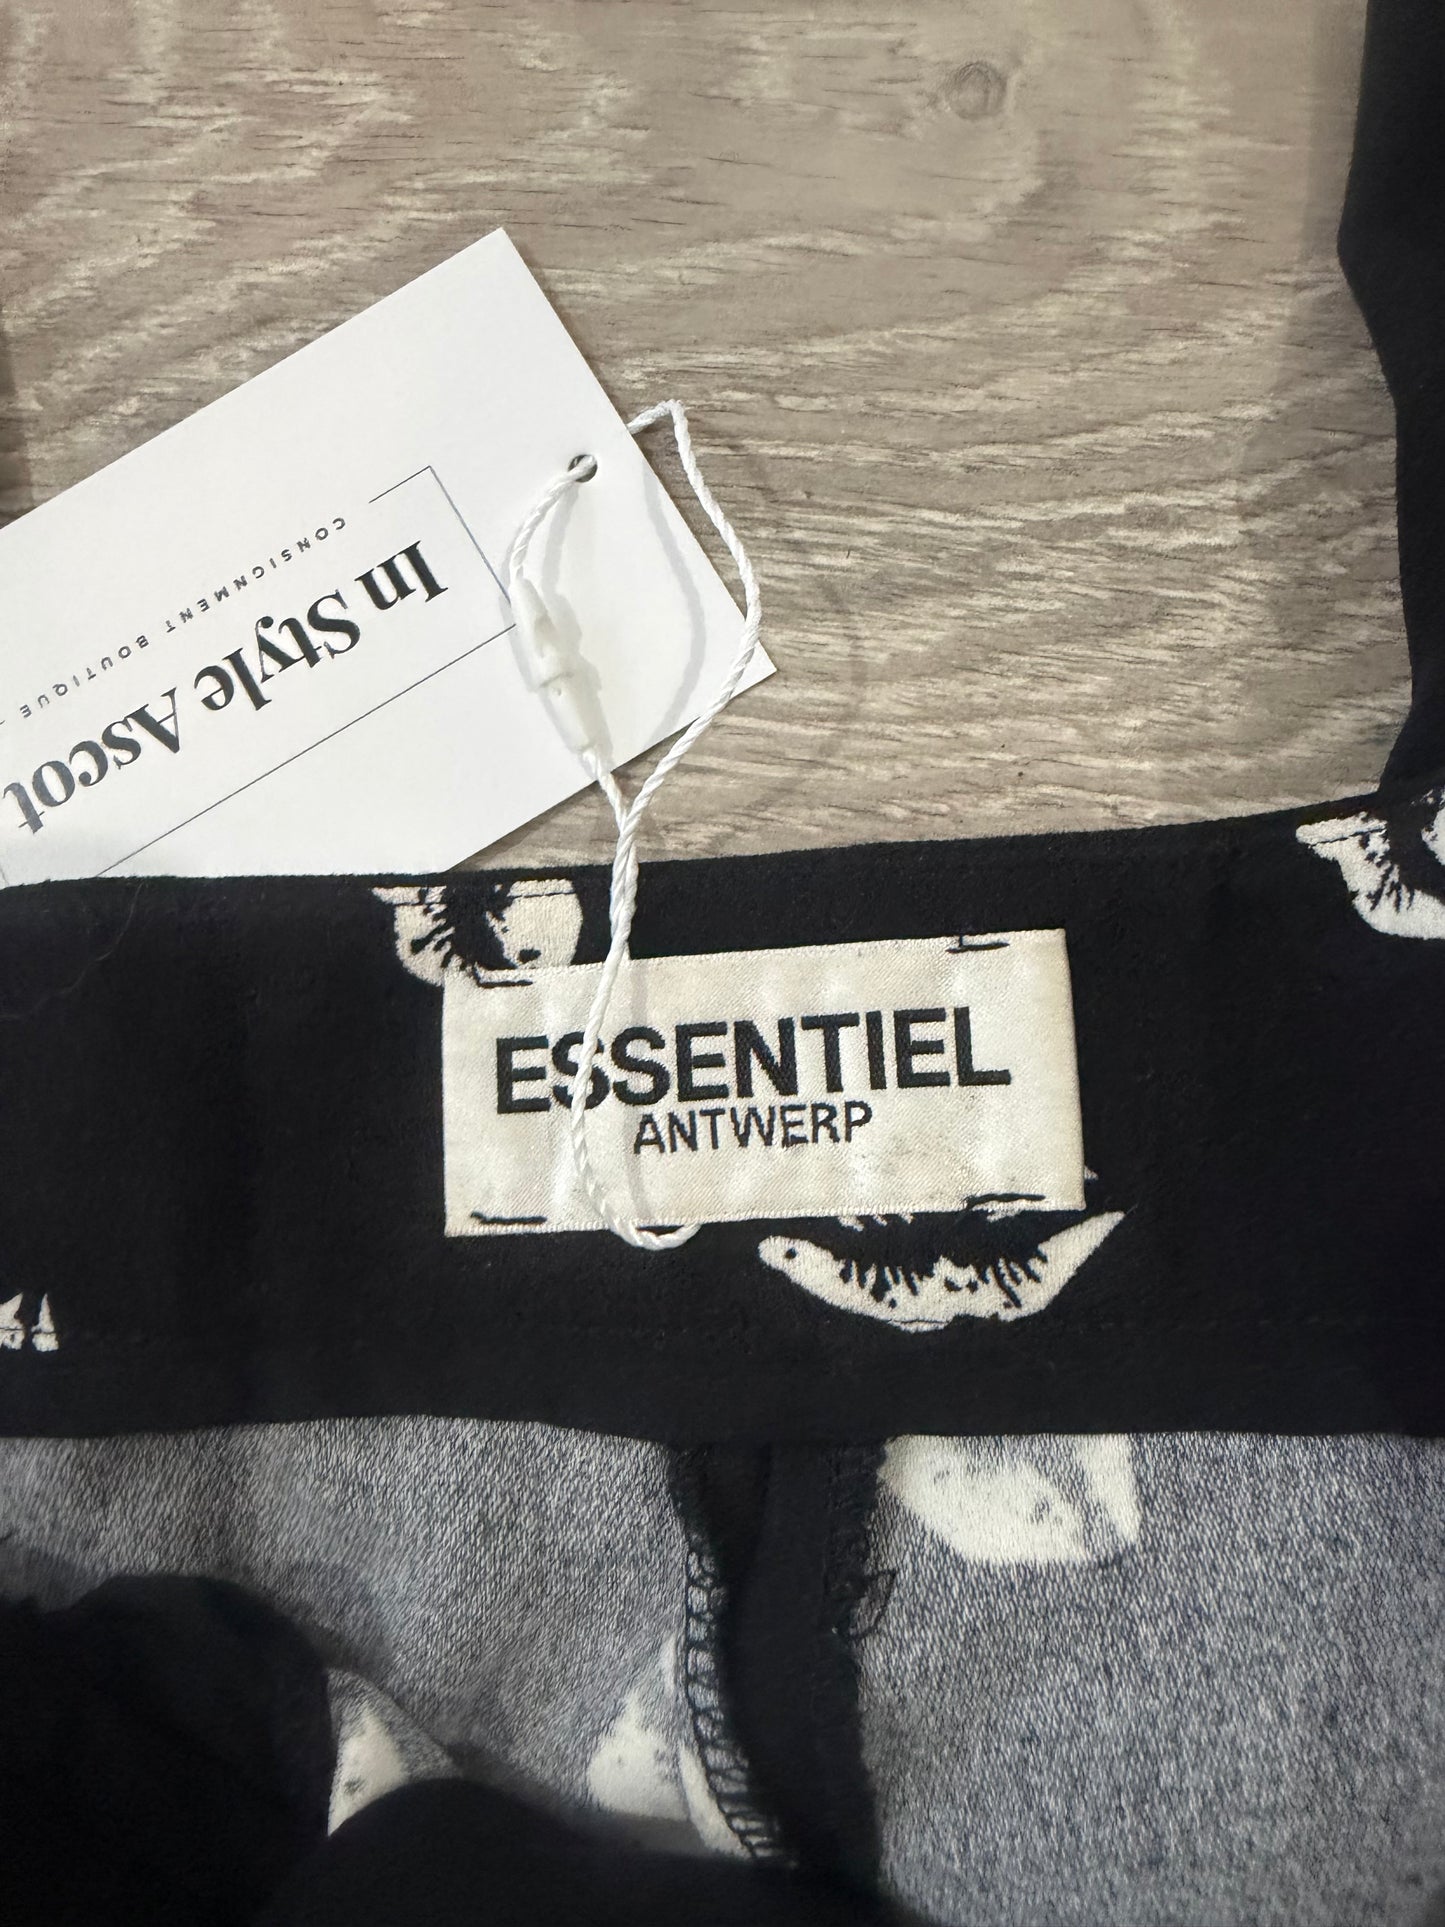 In Style Ascot
CONSIGNMENT BOUTIQUE
ESSENTIEL
ANTWERP